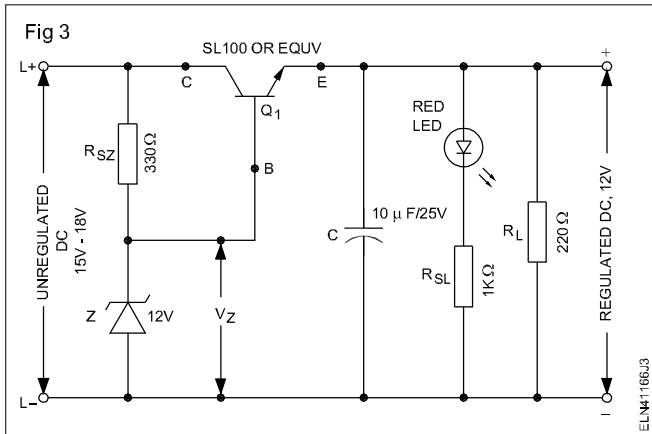 Fig 3
SL100 OR EQUV
L+
C
E
+
Q1
RED
LED
RSZ
330Ω
B
UNREGULATED
DC
15V - 18V
10 μ F/25V
C
RL
220Ω
REGULATED DC, 12V
RSL
1KΩ
Z
12V
VZ
L–
–
ELN41166J3